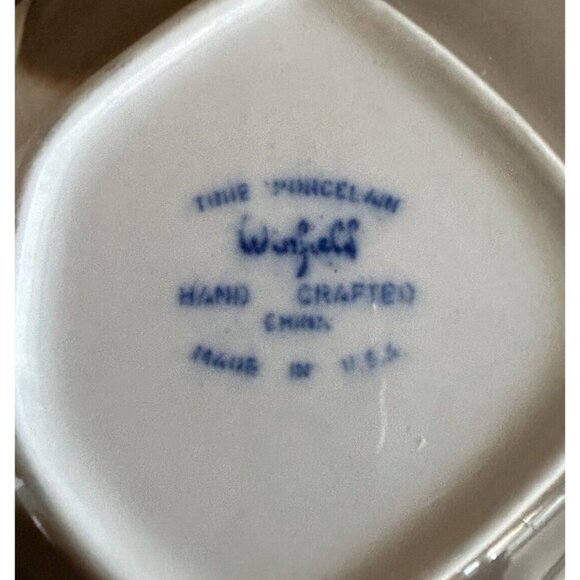 TRUE PORCELAIN
Winfield
HAND CRAFTED
CHINA
MADE IN U.S.A.